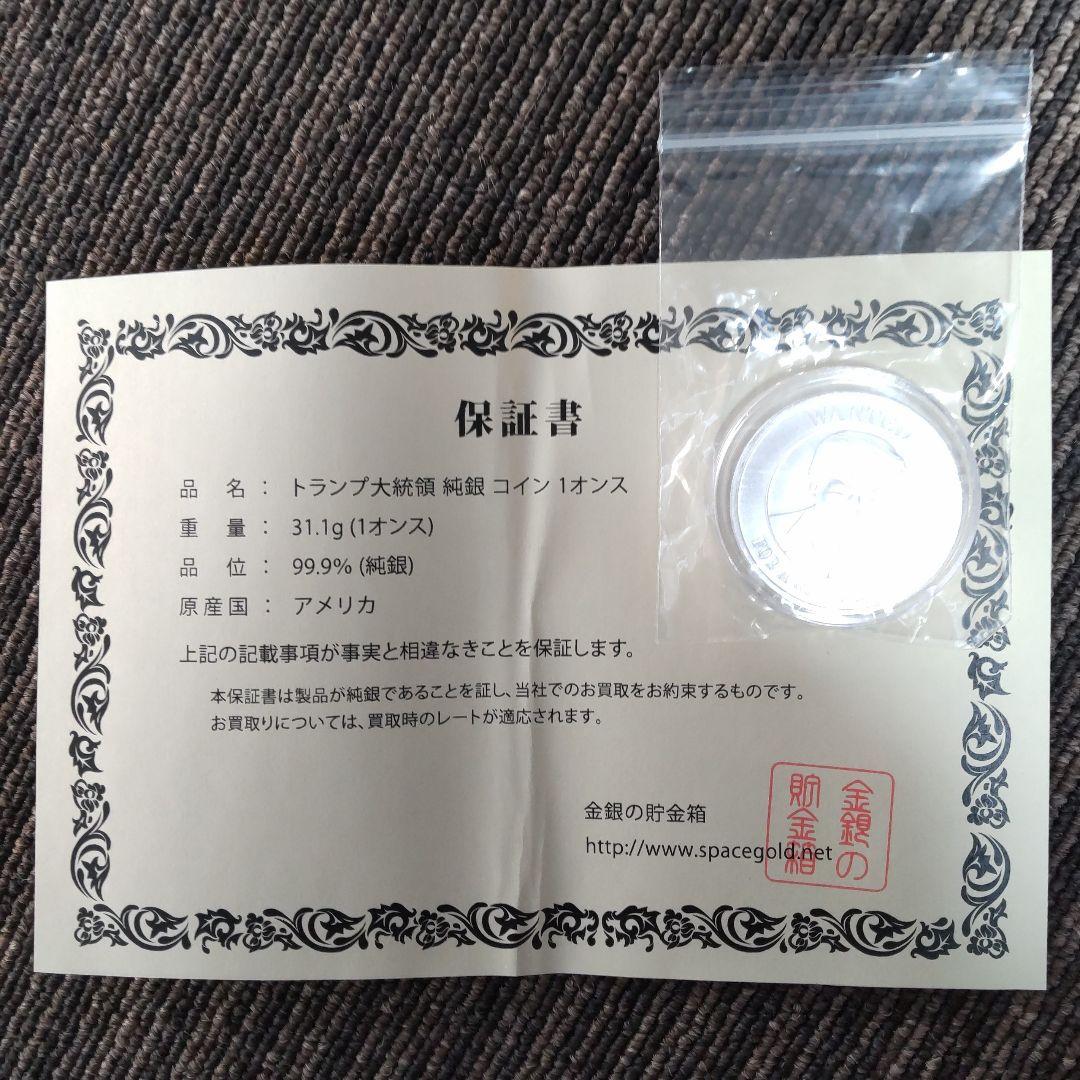 保証書
品 名 : トランプ大統領 純銀 コイン 1オンス
重 量 : 31.1g (1オンス)
品 位 : 99.9% (純銀)
原産国 : アメリカ
上記の記載事項が事実と相違なきことを保証します。
本保証書は製品が純銀であることを証し、当社でのお買取をお約束するものです。
お買取りについては、買取時のレートが適応されます。
金銀の貯金箱
http://www.spacegold.net
金銀の
貯金箱
WANTED